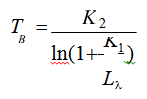 T_B = K_2 / ln(1+ K_1 / L_λ)